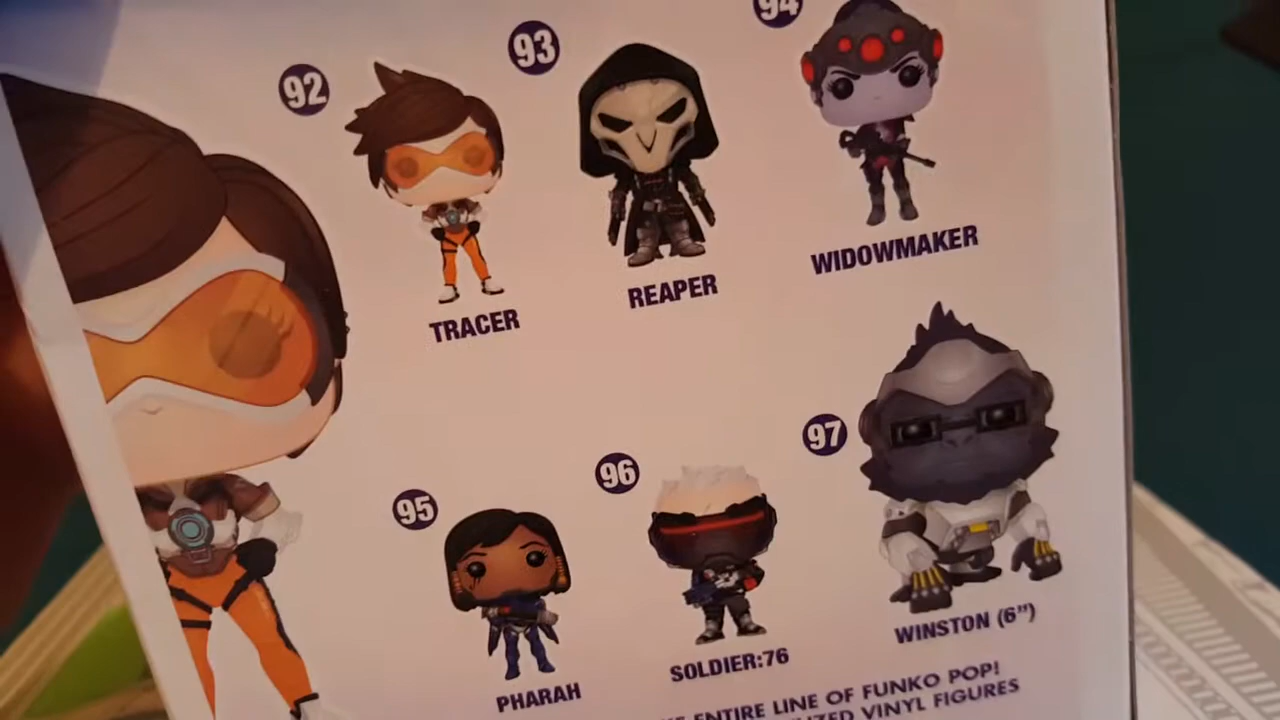 92
93
94
TRACER
REAPER
WIDOWMAKER
95
96
97
PHARAH
SOLDIER:76
WINSTON (6”)
ENTIRE LINE OF FUNKO POP!
VINYL FIGURES